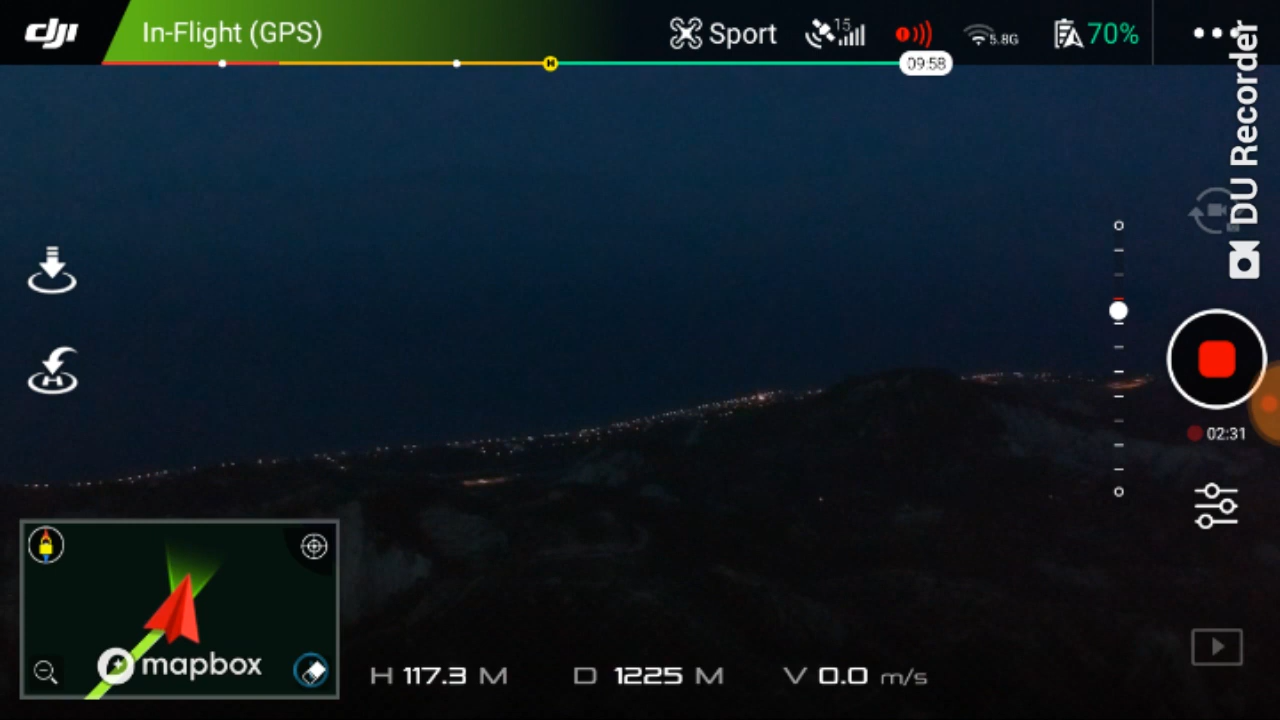 dji
In-Flight (GPS)
Sport
15
5.8G
70%
H
09:58
DU Recorder
H
02:31
mapbox
H 117.3 M
D 1225 M
V 0.0 m/s